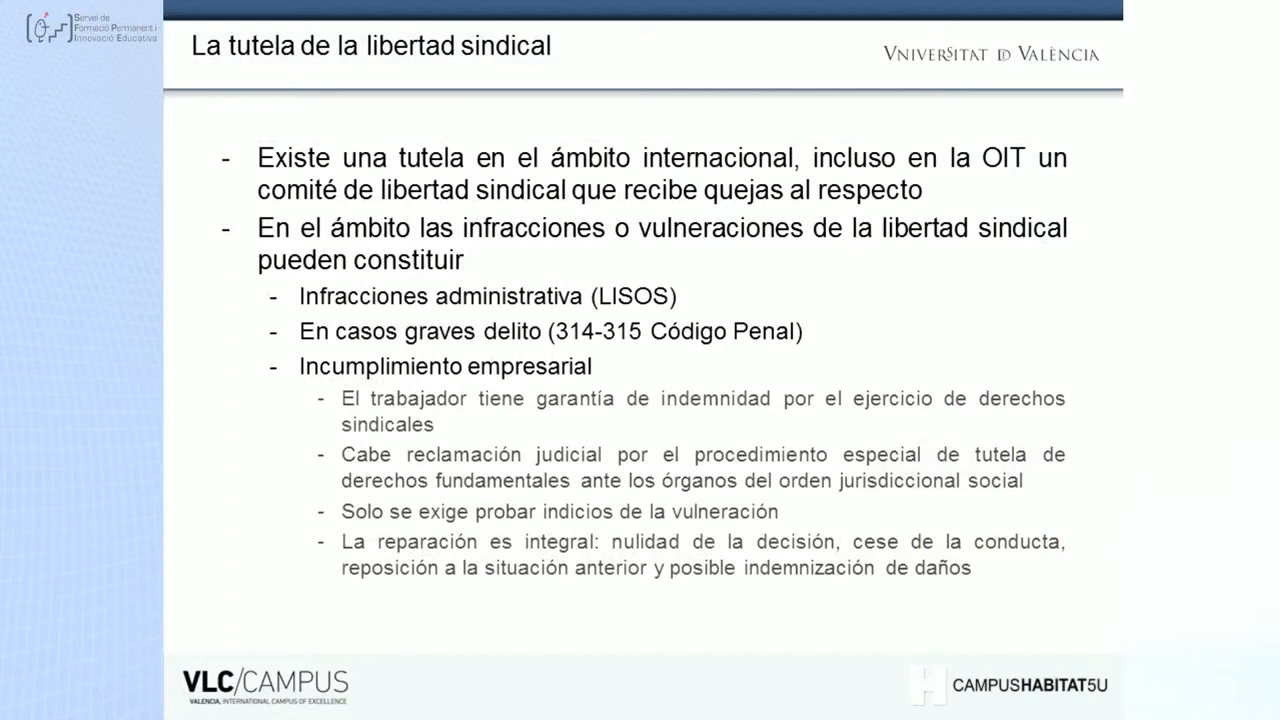 Servei de
Formació Permanent i
Innovació Educativa
La tutela de la libertad sindical
VNIVERSITAT DE VALÈNCIA
- Existe una tutela en el ámbito internacional, incluso en la OIT un
comité de libertad sindical que recibe quejas al respecto
- En el ámbito las infracciones o vulneraciones de la libertad sindical
pueden constituir
- Infracciones administrativa (LISOS)
- En casos graves delito (314-315 Código Penal)
- Incumplimiento empresarial
- El trabajador tiene garantía de indemnidad por el ejercicio de derechos
sindicales
- Cabe reclamación judicial por el procedimiento especial de tutela de
derechos fundamentales ante los órganos del orden jurisdiccional social
- Solo se exige probar indicios de la vulneración
- La reparación es integral: nulidad de la decisión, cese de la conducta,
reposición a la situación anterior y posible indemnización de daños
VLC/CAMPUS
VALENCIA, INTERNATIONAL CAMPUS OF EXCELLENCE
H CAMPUSHABITAT5U